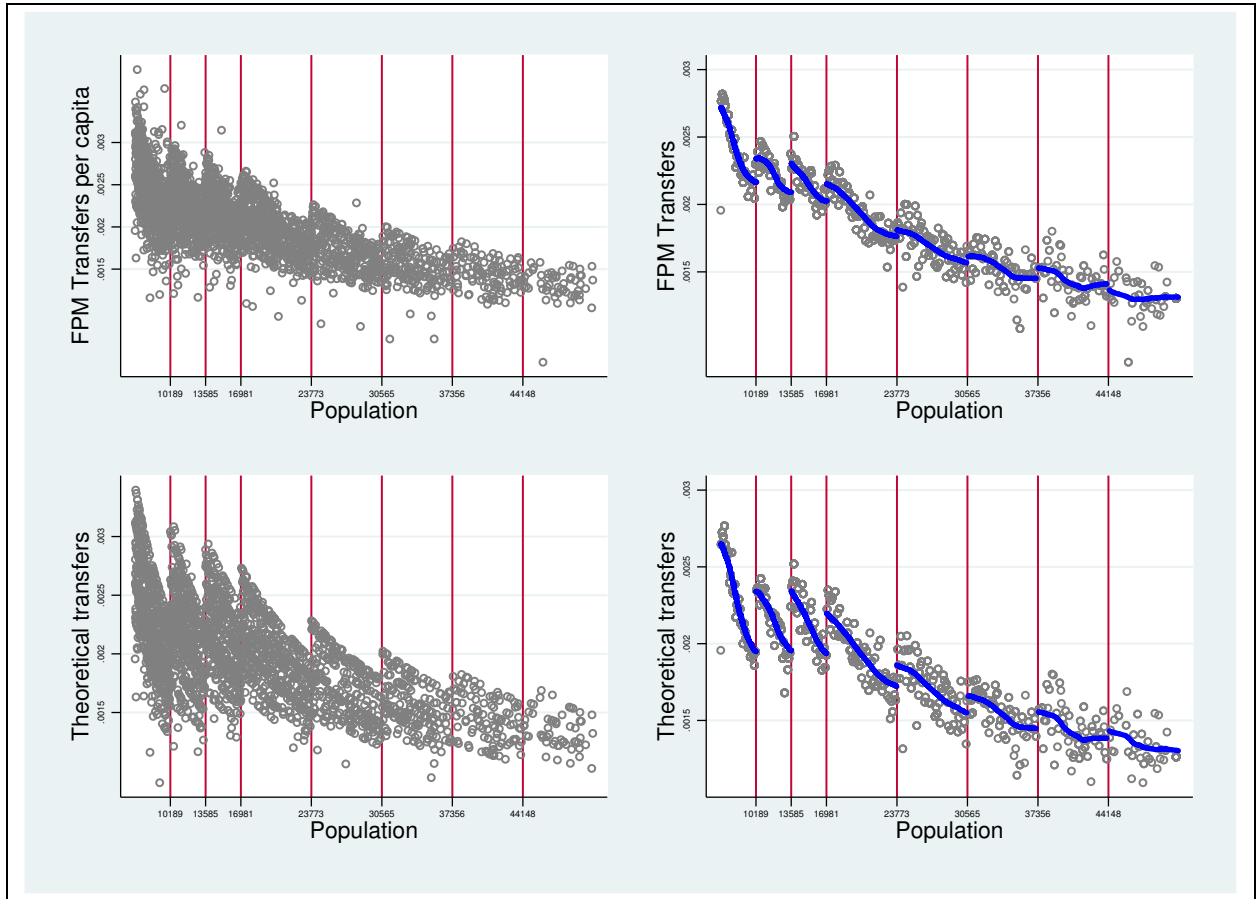 FPM Transfers per capita
.003
.0025
.002
.0015
10189 13585 16981 23773 30565 37356 44148
Population
FPM Transfers
.003
.0025
.002
.0015
10189 13585 16981 23773 30565 37356 44148
Population
Theoretical transfers
.003
.0025
.002
.0015
10189 13585 16981 23773 30565 37356 44148
Population
Theoretical transfers
.003
.0025
.002
.0015
10189 13585 16981 23773 30565 37356 44148
Population